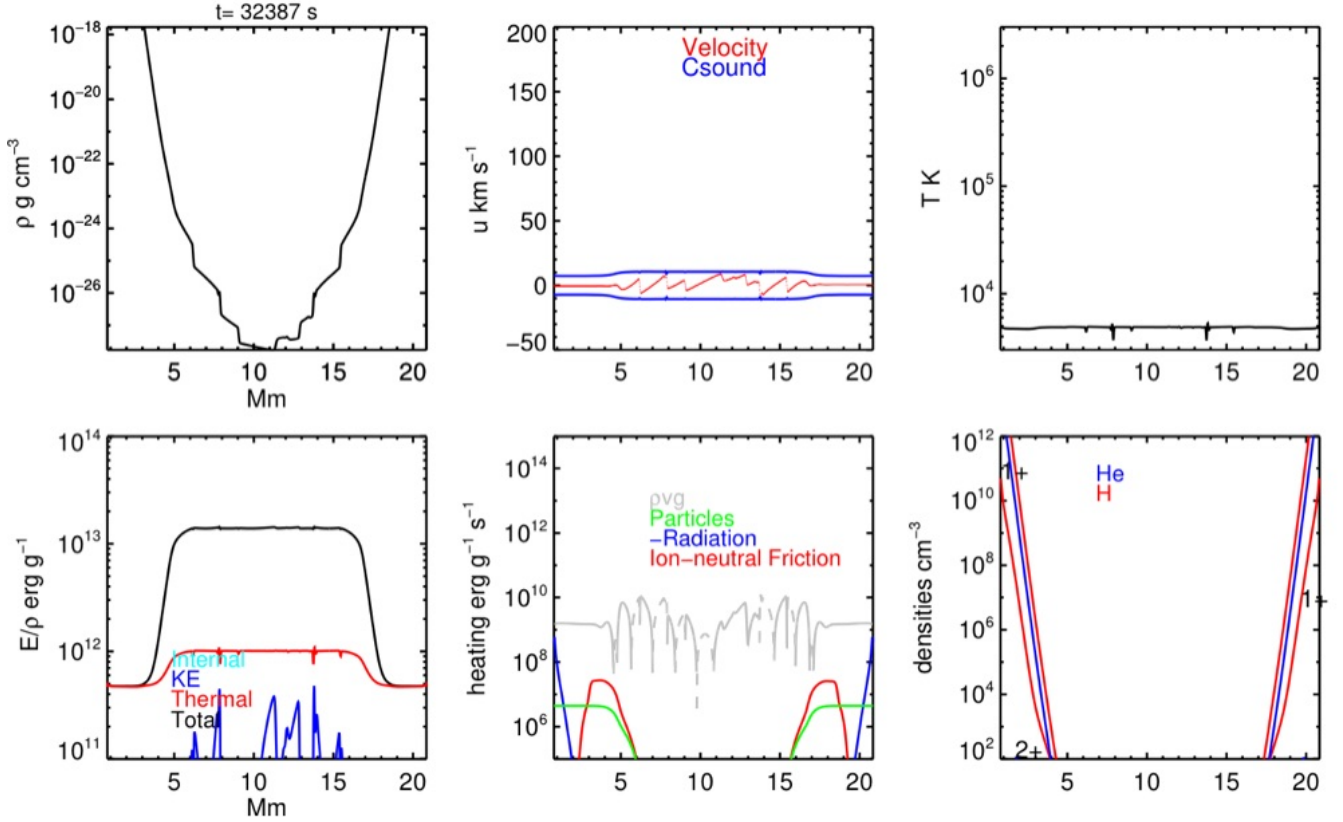 t= 32387 s
ρ g cm⁻³
10⁻¹⁸
10⁻²⁰
10⁻²²
10⁻²⁴
10⁻²⁶
5 10 15 20
Mm
u km s⁻¹
200
150
100
50
0
−50
Velocity
Csound
5 10 15 20
T K
10⁶
10⁵
10⁴
5 10 15 20
E/ρ erg g⁻¹
10¹⁴
10¹³
10¹²
10¹¹
Internal
KE
Thermal
Total
5 10 15 20
Mm
heating erg g⁻¹ s⁻¹
10¹⁴
10¹²
10¹⁰
10⁸
10⁶
ρvg
Particles
−Radiation
Ion−neutral Friction
5 10 15 20
densities cm⁻³
10¹²
10¹⁰
10⁸
10⁶
10⁴
10²
He
H
1+
1+
2+
5 10 15 20